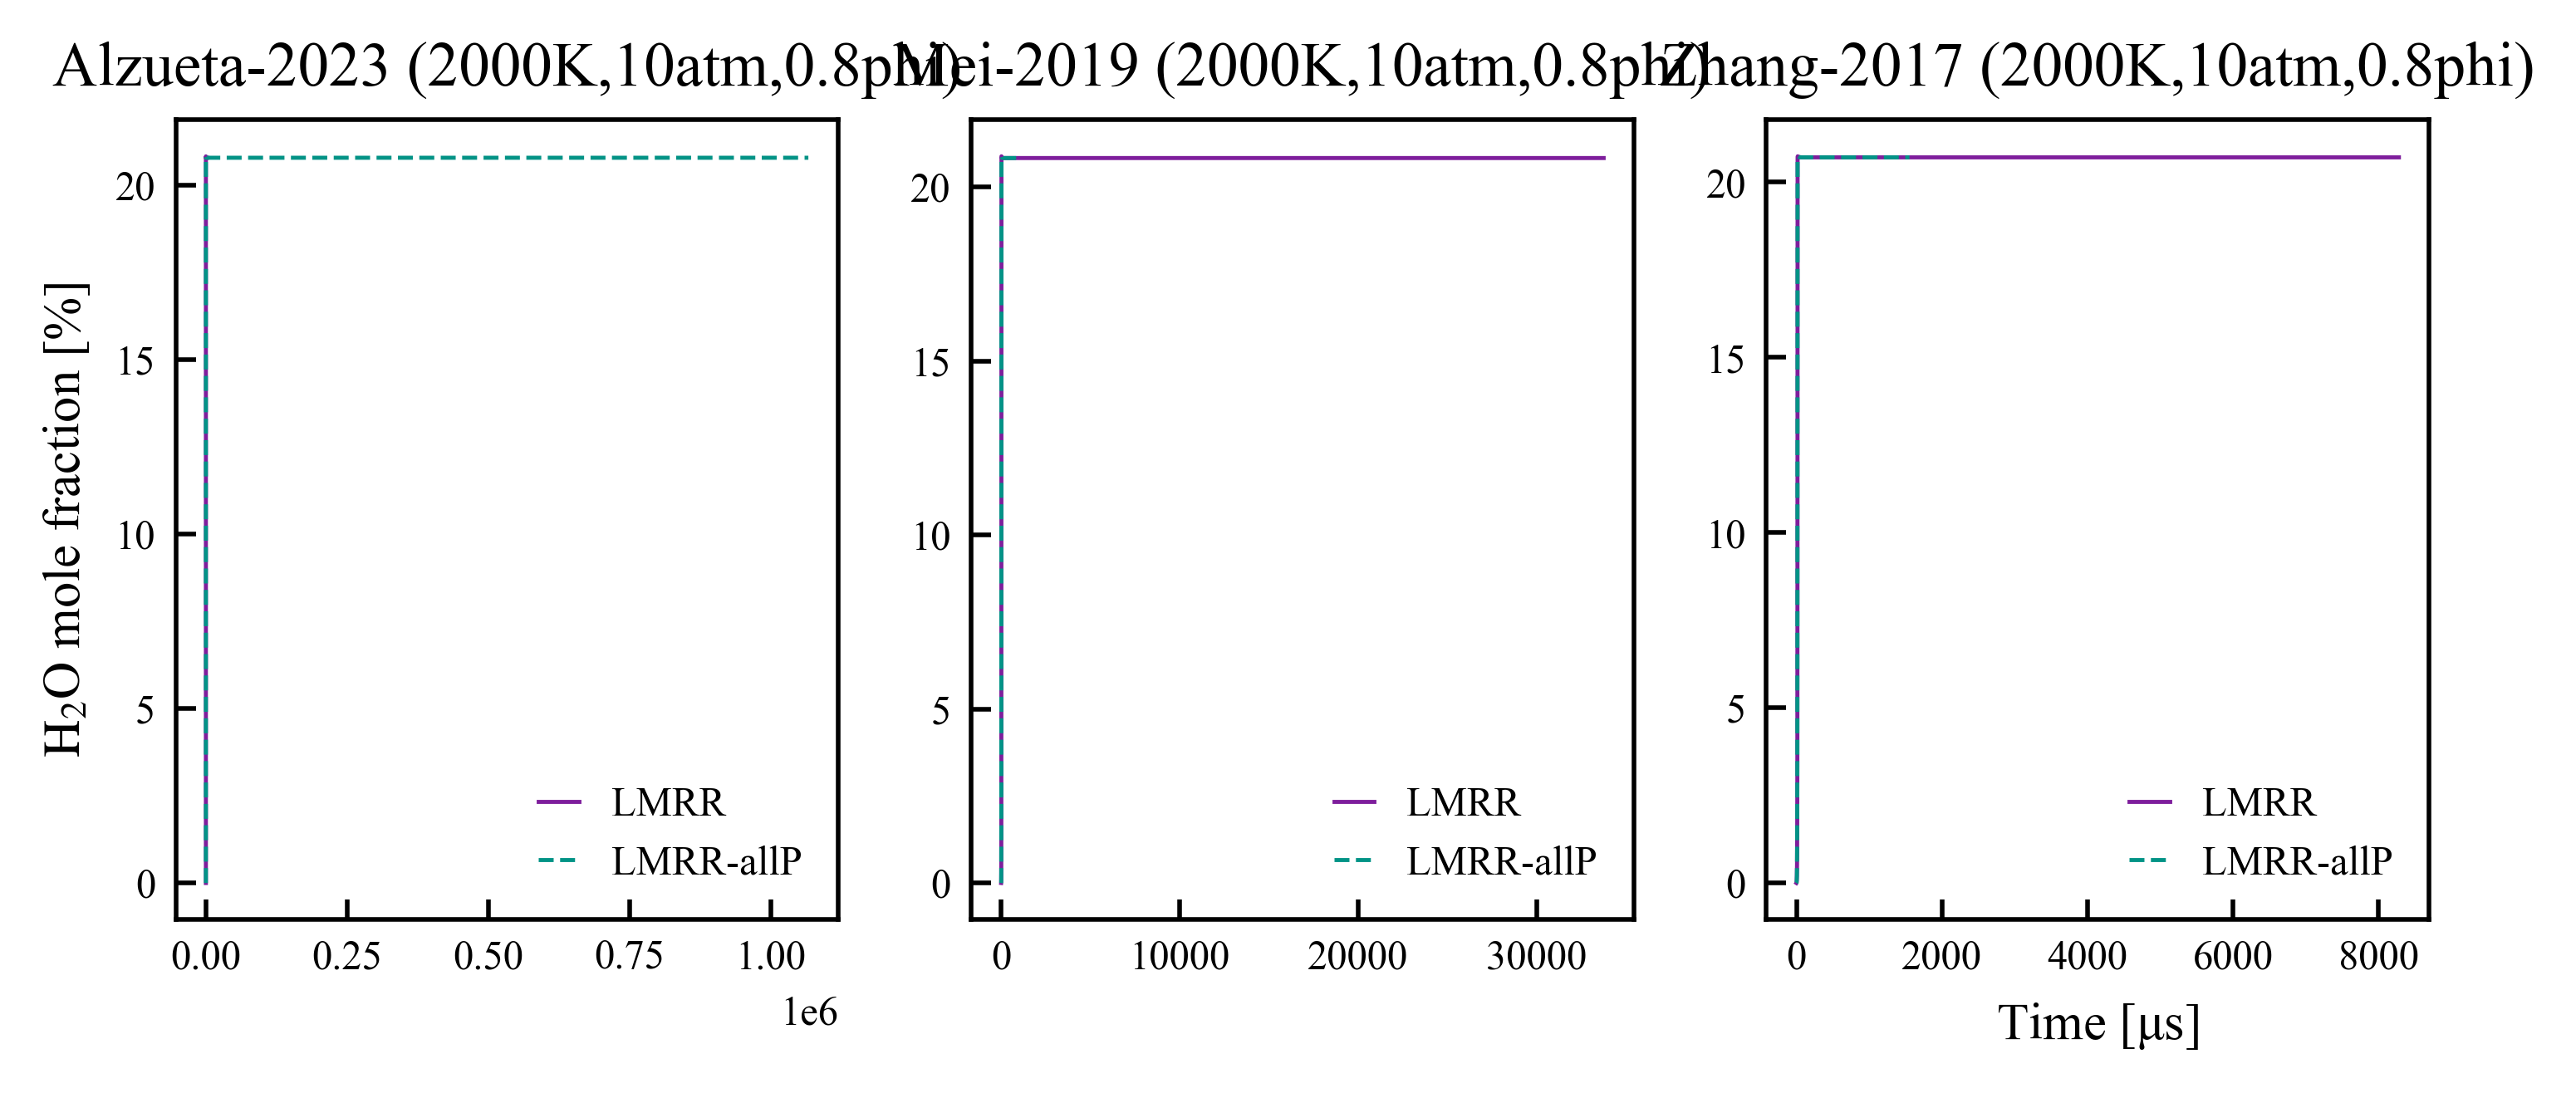 Alzueta-2023 (2000K,10atm,0.8phi)
Mei-2019 (2000K,10atm,0.8phi)
Zhang-2017 (2000K,10atm,0.8phi)
H₂O mole fraction [%]
20
15
10
5
0
LMRR
LMRR-allP
0.00 0.25 0.50 0.75 1.00
1e6
20
15
10
5
0
LMRR
LMRR-allP
0 10000 20000 30000
20
15
10
5
0
LMRR
LMRR-allP
0 2000 4000 6000 8000
Time [μs]